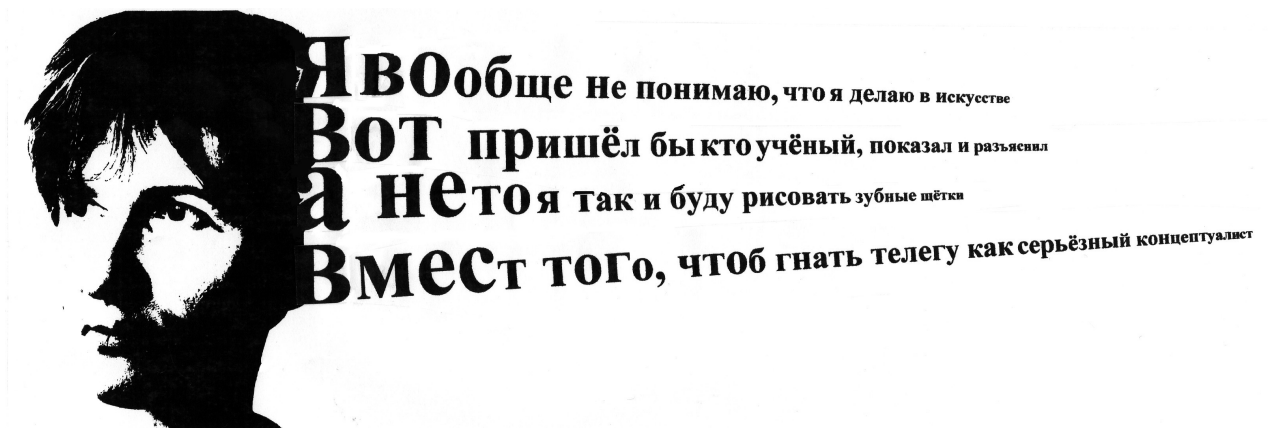 Я вообще не понимаю, что я делаю в искусстве
Вот пришёл бы кто учёный, показал и разъяснил
а не то я так и буду рисовать зубные щётки
Вместо того, чтоб гнать телегу как серьёзный концептуалист